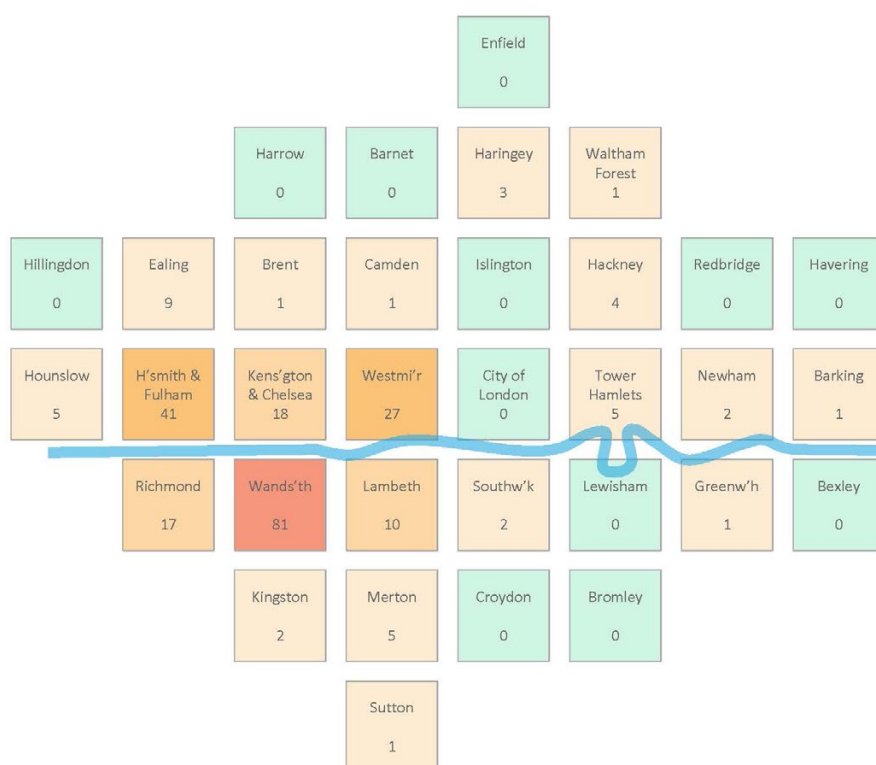 Enfield
0
Harrow
0
Barnet
0
Haringey
3
Waltham
Forest
1
Hillingdon
0
Ealing
9
Brent
1
Camden
1
Islington
0
Hackney
4
Redbridge
0
Havering
0
Hounslow
5
H'smith &
Fulham
41
Kens'gton
& Chelsea
18
Westmi'r
27
City of
London
0
Tower
Hamlets
5
Newham
2
Barking
1
Richmond
17
Wands'th
81
Lambeth
10
Southw'k
2
Lewisham
0
Greenw'h
1
Bexley
0
Kingston
2
Merton
5
Croydon
0
Bromley
0
Sutton
1